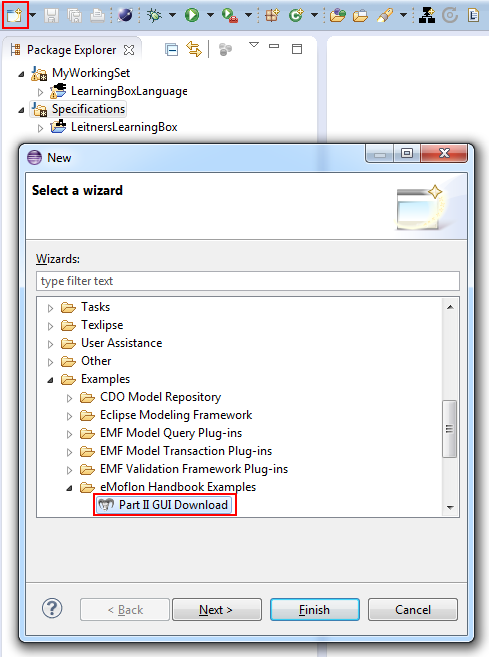 Package Explorer
MyWorkingSet
LearningBoxLanguage
Specifications
LeitnersLearningBox
New
Select a wizard
Wizards:
type filter text
Tasks
Texlipse
User Assistance
Other
Examples
CDO Model Repository
Eclipse Modeling Framework
EMF Model Query Plug-ins
EMF Model Transaction Plug-ins
EMF Validation Framework Plug-ins
eMoflon Handbook Examples
Part II GUI Download
< Back
Next >
Finish
Cancel